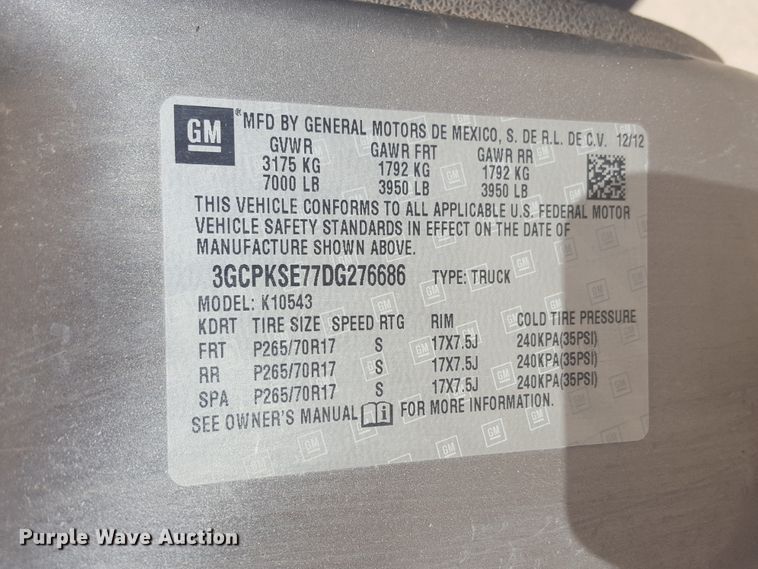 GM ® MFD BY GENERAL MOTORS DE MEXICO, S. DE R.L. DE C.V. 12/12
GVWR GAWR FRT GAWR RR
3175 KG 1792 KG 1792 KG
7000 LB 3950 LB 3950 LB
THIS VEHICLE CONFORMS TO ALL APPLICABLE U.S. FEDERAL MOTOR
VEHICLE SAFETY STANDARDS IN EFFECT ON THE DATE OF
MANUFACTURE SHOWN ABOVE.
3GCPKSE77DG276686 TYPE: TRUCK
MODEL: K10543
KDRT TIRE SIZE SPEED RTG RIM COLD TIRE PRESSURE
FRT P265/70R17 S 17X7.5J 240KPA(35PSI)
RR P265/70R17 S 17X7.5J 240KPA(35PSI)
SPA P265/70R17 S 17X7.5J 240KPA(35PSI)
SEE OWNER'S MANUAL i FOR MORE INFORMATION.
Purple Wave Auction